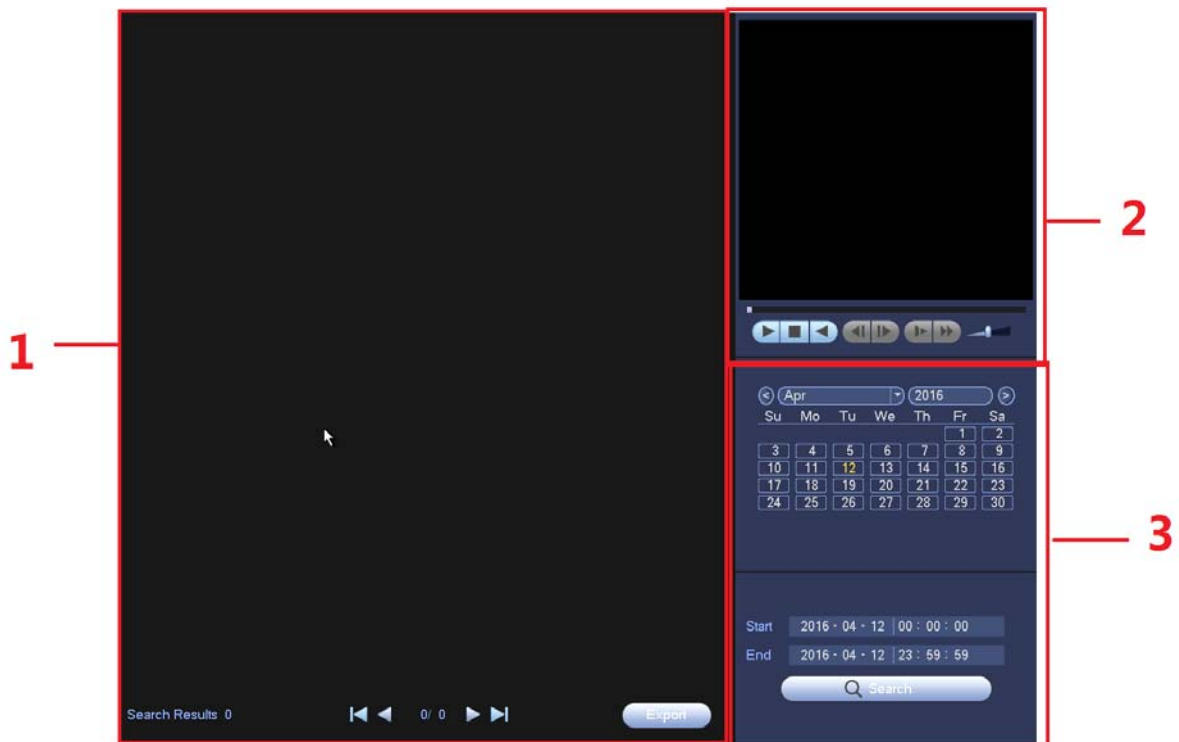 1
Search Results 0
0/ 0
Export
2
< Apr 2016 >
Su Mo Tu We Th Fr Sa
1 2
3 4 5 6 7 8 9
10 11 12 13 14 15 16
17 18 19 20 21 22 23
24 25 26 27 28 29 30
3
Start 2016 - 04 - 12 00 : 00 : 00
End 2016 - 04 - 12 23 : 59 : 59
Search